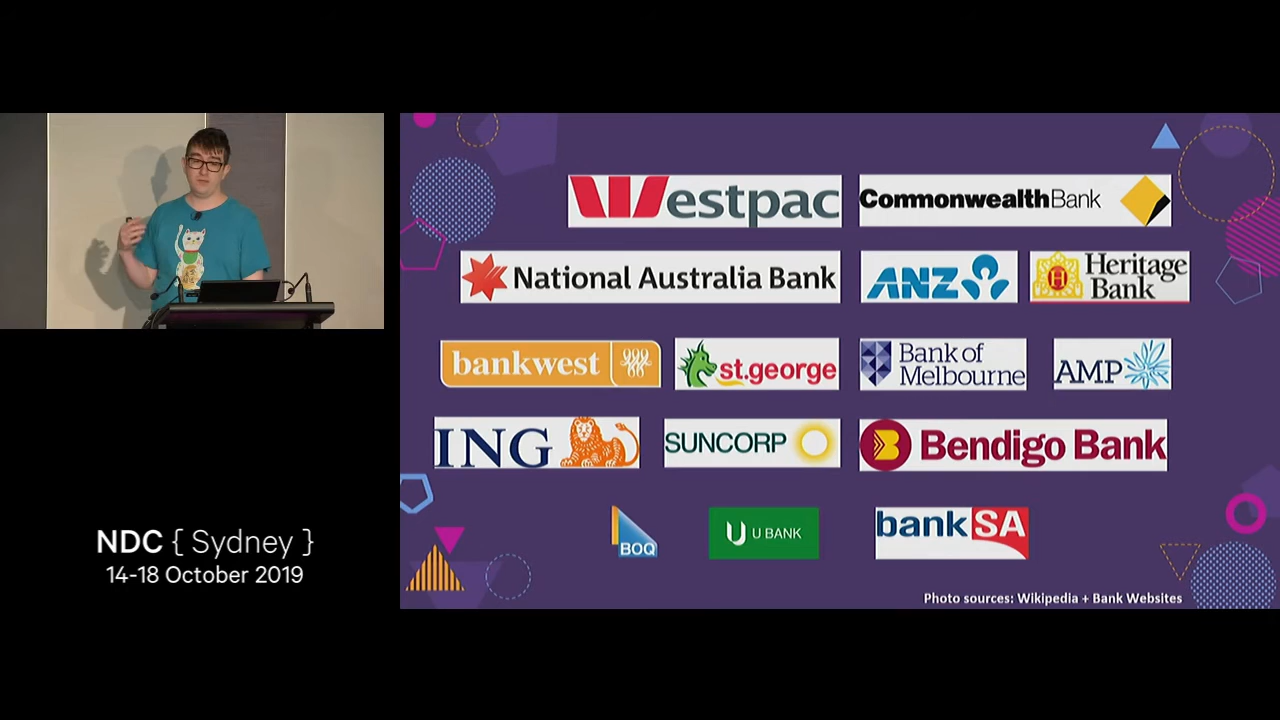 Westpac
CommonwealthBank
National Australia Bank
ANZ
Heritage
Bank
bankwest
st.george
Bank of
Melbourne
AMP
ING
SUNCORP
Bendigo Bank
BOQ
U BANK
bankSA
Photo sources: Wikipedia + Bank Websites
NDC { Sydney }
14-18 October 2019